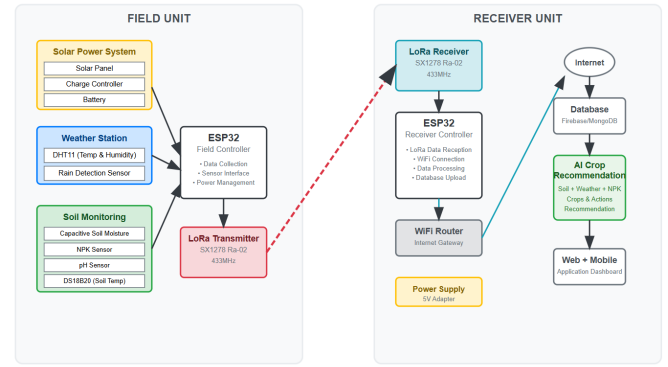 FIELD UNIT
Solar Power System
Solar Panel
Charge Controller
Battery
Weather Station
DHT11 (Temp & Humidity)
Rain Detection Sensor
Soil Monitoring
Capacitive Soil Moisture
NPK Sensor
pH Sensor
DS18B20 (Soil Temp)
ESP32
Field Controller
• Data Collection
• Sensor Interface
• Power Management
LoRa Transmitter
SX1278 Ra-02
433MHz
RECEIVER UNIT
LoRa Receiver
SX1278 Ra-02
433MHz
ESP32
Receiver Controller
• LoRa Data Reception
• WiFi Connection
• Data Processing
• Database Upload
WiFi Router
Internet Gateway
Power Supply
5V Adapter
Internet
Database
Firebase/MongoDB
AI Crop
Recommendation
Soil + Weather + NPK
Crops & Actions
Recommendation
Web + Mobile
Application Dashboard